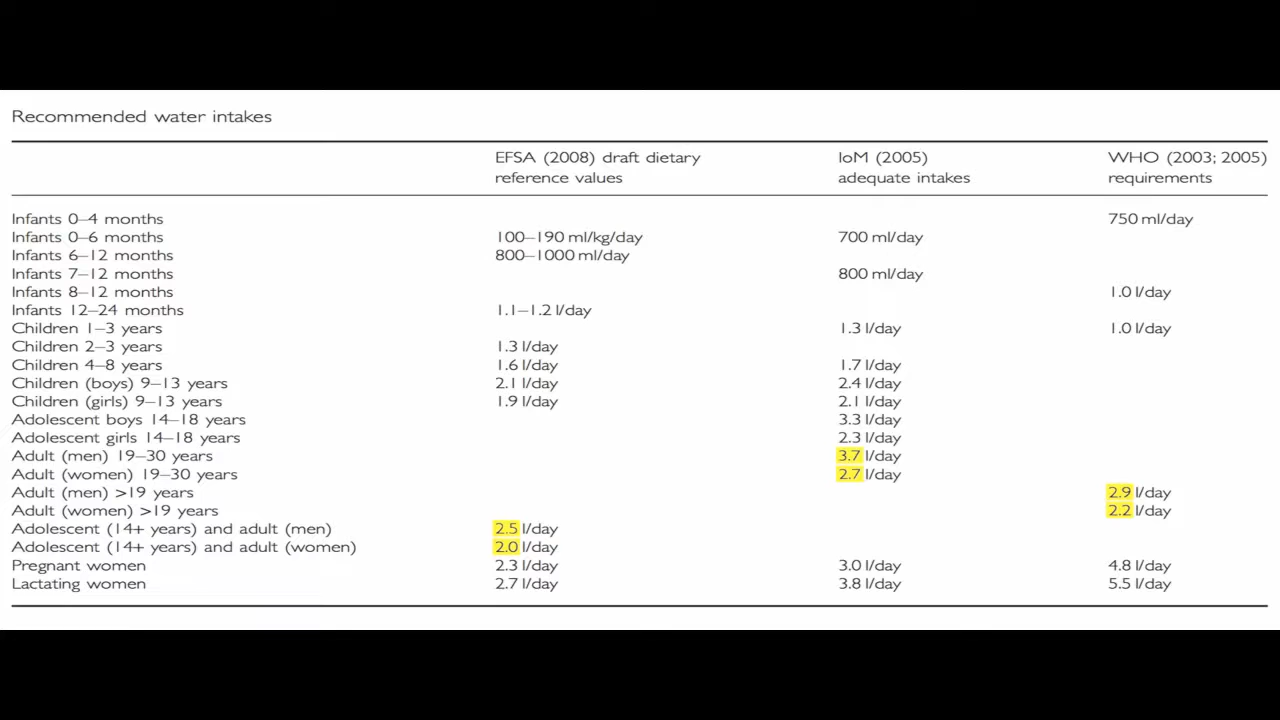 Recommended water intakes
EFSA (2008) draft dietary reference values IoM (2005) adequate intakes WHO (2003; 2005) requirements
Infants 0–4 months 750 ml/day
Infants 0–6 months 100–190 ml/kg/day 700 ml/day
Infants 6–12 months 800–1000 ml/day
Infants 7–12 months 800 ml/day
Infants 8–12 months 1.0 l/day
Infants 12–24 months 1.1–1.2 l/day
Children 1–3 years 1.3 l/day 1.0 l/day
Children 2–3 years 1.3 l/day
Children 4–8 years 1.6 l/day 1.7 l/day
Children (boys) 9–13 years 2.1 l/day 2.4 l/day
Children (girls) 9–13 years 1.9 l/day 2.1 l/day
Adolescent boys 14–18 years 3.3 l/day
Adolescent girls 14–18 years 2.3 l/day
Adult (men) 19–30 years 3.7 l/day
Adult (women) 19–30 years 2.7 l/day
Adult (men) >19 years 2.9 l/day
Adult (women) >19 years 2.2 l/day
Adolescent (14+ years) and adult (men) 2.5 l/day
Adolescent (14+ years) and adult (women) 2.0 l/day
Pregnant women 2.3 l/day 3.0 l/day 4.8 l/day
Lactating women 2.7 l/day 3.8 l/day 5.5 l/day